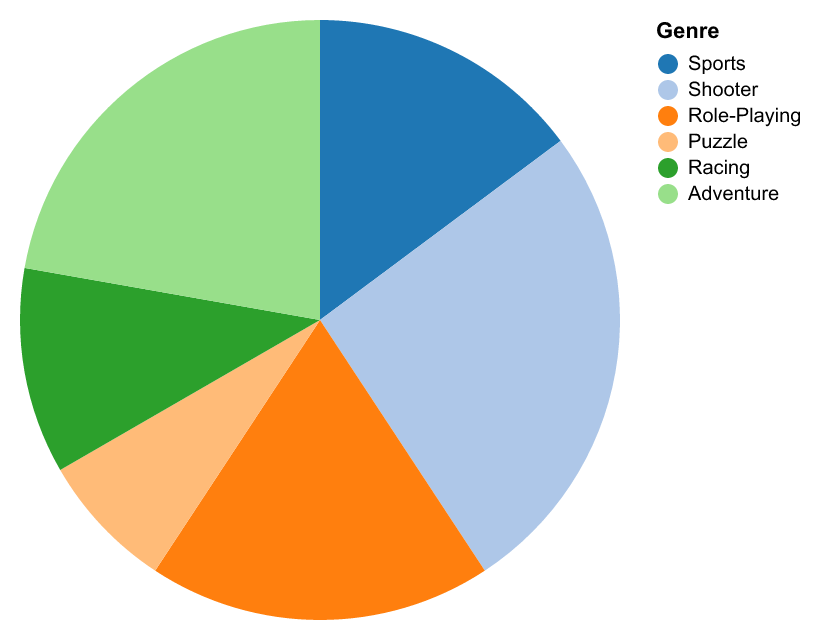 Genre
Sports
Shooter
Role-Playing
Puzzle
Racing
Adventure